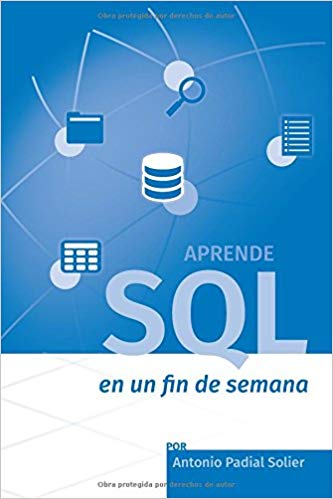 Obra protegida por derechos de autor
APRENDE
SQL
en un fin de semana
POR
Antonio Padial Solier
Obra protegida por derechos de autor